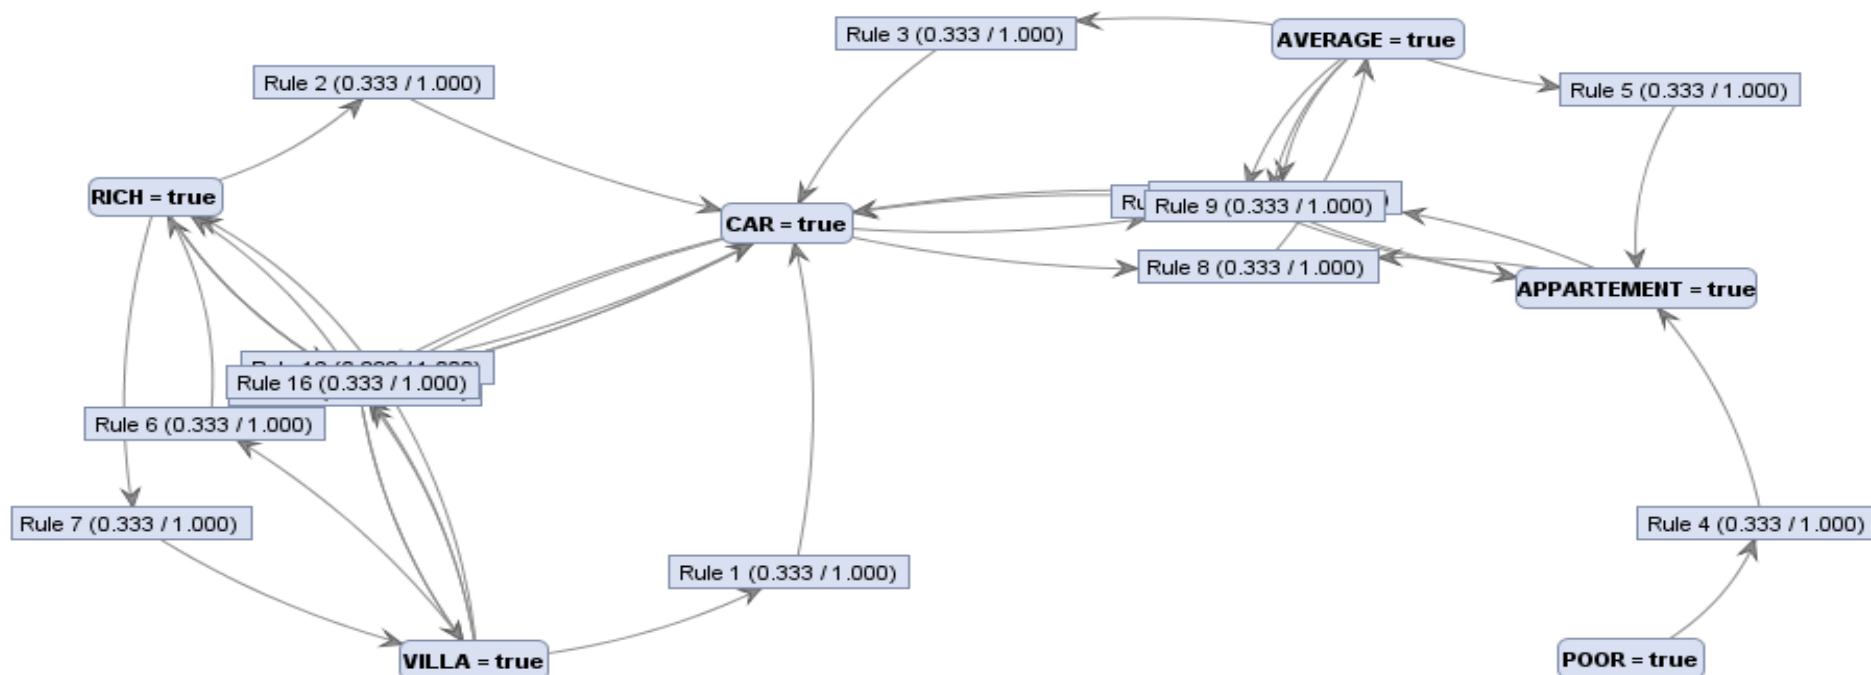 Rule 3 (0.333 / 1.000)
AVERAGE = true
Rule 2 (0.333 / 1.000)
Rule 5 (0.333 / 1.000)
RICH = true
Rule 9 (0.333 / 1.000)
CAR = true
Rule 8 (0.333 / 1.000)
APPARTEMENT = true
Rule 16 (0.333 / 1.000)
Rule 6 (0.333 / 1.000)
Rule 7 (0.333 / 1.000)
Rule 4 (0.333 / 1.000)
Rule 1 (0.333 / 1.000)
VILLA = true
POOR = true